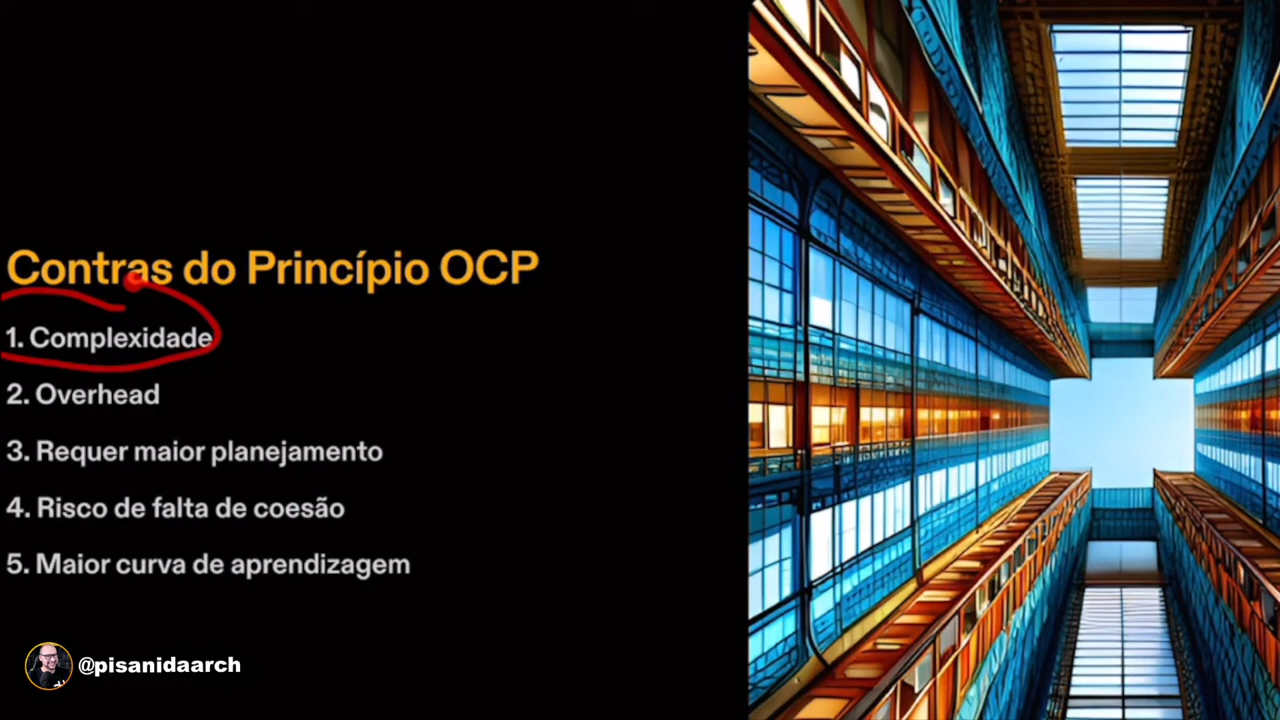 Contras do Princípio OCP
1. Complexidade
2. Overhead
3. Requer maior planejamento
4. Risco de falta de coesão
5. Maior curva de aprendizagem
@pisanidaarch